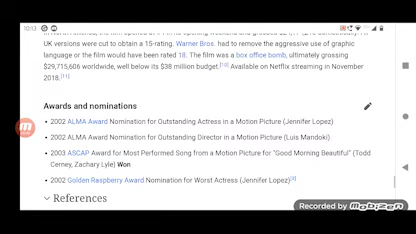 10:13
UK versions were cut to obtain a 15-rating. Warner Bros. had to remove the aggressive use of graphic
language or the film would have been rated 18. The film was a box office bomb, ultimately grossing
$29,715,606 worldwide, well below its $38 million budget.[10] Available on Netflix streaming in November
2018.[11]
Awards and nominations
• 2002 ALMA Award Nomination for Outstanding Actress in a Motion Picture (Jennifer Lopez)
• 2002 ALMA Award Nomination for Outstanding Director in a Motion Picture (Luis Mandoki)
• 2003 ASCAP Award for Most Performed Song from a Motion Picture for "Good Morning Beautiful" (Todd
Cerney, Zachary Lyle) Won
• 2002 Golden Raspberry Award Nomination for Worst Actress (Jennifer Lopez)[3]
References
Recorded by Mobizen